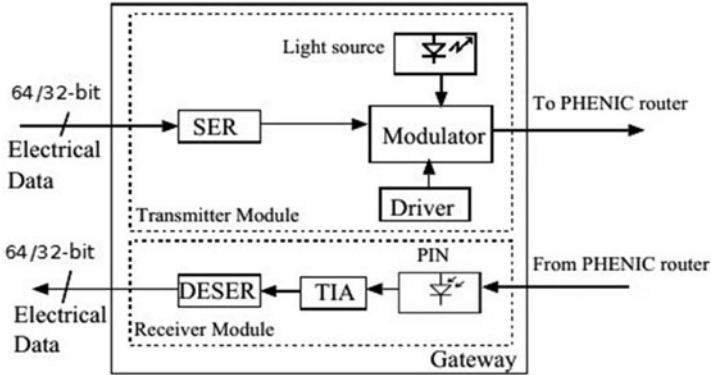 Light source
64/32-bit
To PHENIC router
SER
Modulator
Electrical
Data
Driver
Transmitter Module
64/32-bit
PIN
From PHENIC router
DESER
TIA
Electrical
Data
Receiver Module
Gateway